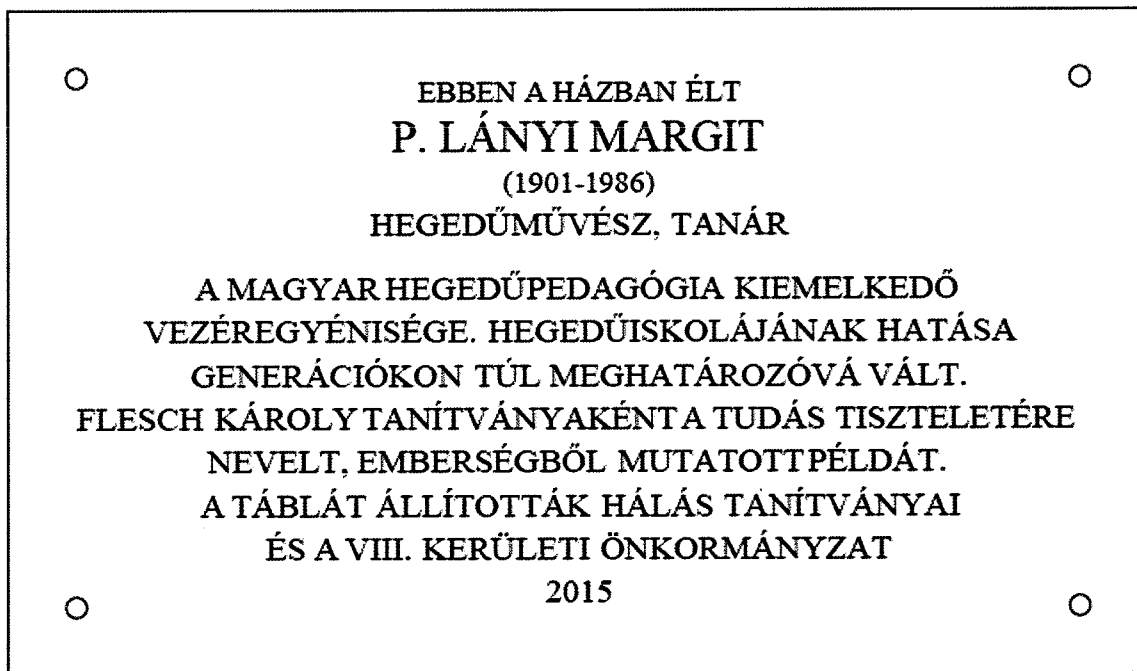 EBBEN A HÁZBAN ÉLT
P. LÁNYI MARGIT
(1901-1986)
HEGEDŰMŰVÉSZ, TANÁR
A MAGYAR HEGEDŰPEDAGÓGIA KIEMELKEDŐ
VEZÉREGYÉNISÉGE. HEGEDŰISKOLÁJÁNAK HATÁSA
GENERÁCIÓKON TÚL MEGHATÁROZÓVÁ VÁLT.
FLESCH KÁROLY TANÍTVÁNYAKÉNT A TUDÁS TISZTELETÉRE
NEVELT, EMBERSÉGBŐL MUTATOTT PÉLDÁT.
A TÁBLÁT ÁLLÍTOTTÁK HÁLÁS TANÍTVÁNYAI
ÉS A VIII. KERÜLETI ÖNKORMÁNYZAT
2015